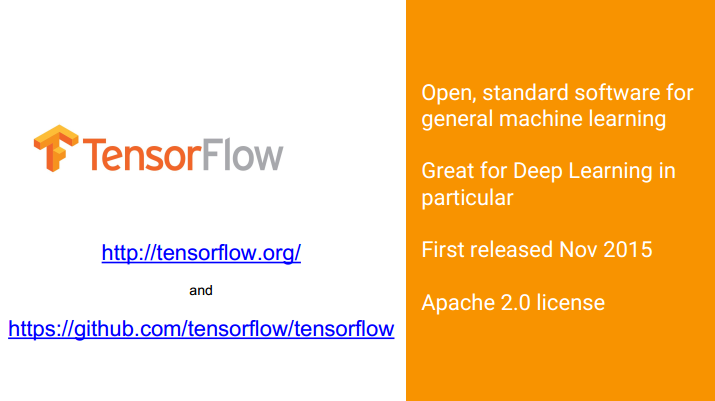 TensorFlow
http://tensorflow.org/
and
https://github.com/tensorflow/tensorflow
Open, standard software for
general machine learning
Great for Deep Learning in
particular
First released Nov 2015
Apache 2.0 license